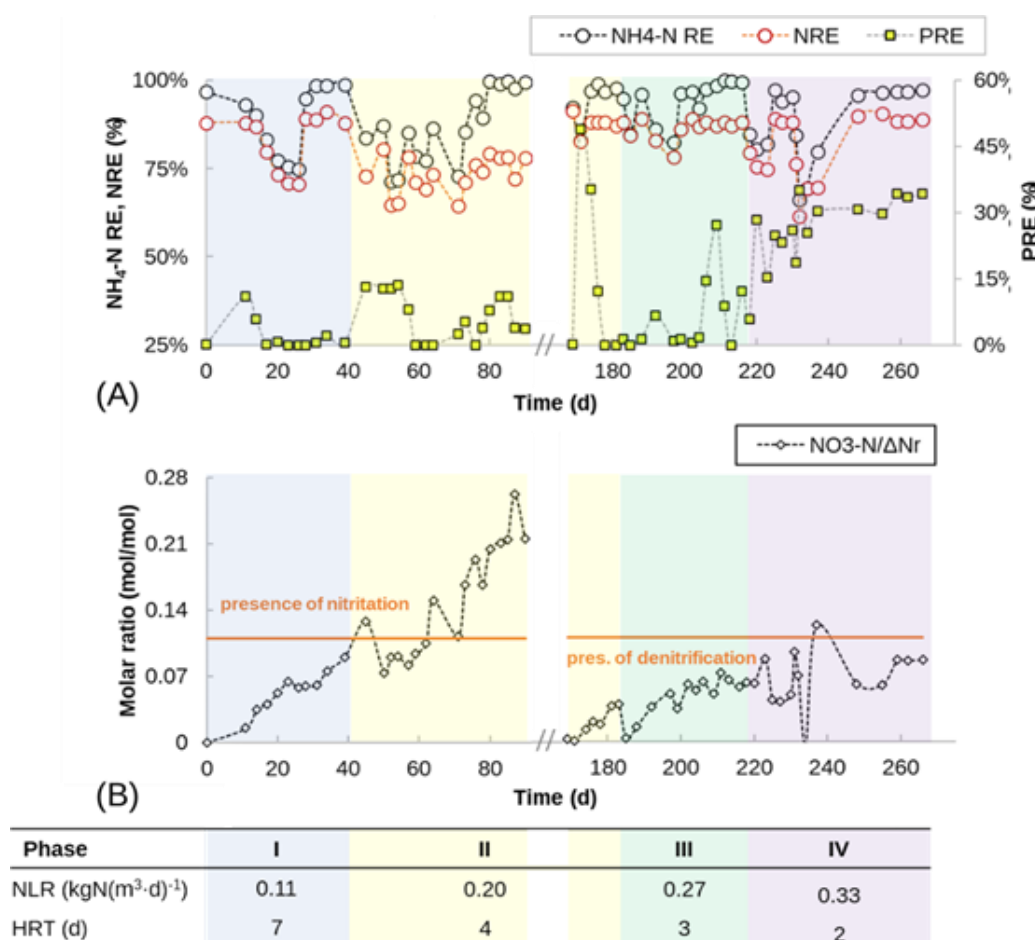 NH4-N RE NRE PRE
100% 60%
75% 45%
50% 30%
15%
25% 0%
NH₄-N RE, NRE (%)
PRE (%)
0 20 40 60 80 // 180 200 220 240 260
Time (d)
(A)
NO3-N/ΔNr
0.28
0.21
0.14
0.07
0
Molar ratio (mol/mol)
presence of nitritation
pres. of denitrification
0 20 40 60 80 // 180 200 220 240 260
Time (d)
(B)
Phase I II III IV
NLR (kgN(m³·d)⁻¹ 0.11 0.20 0.27 0.33
HRT (d) 7 4 3 2